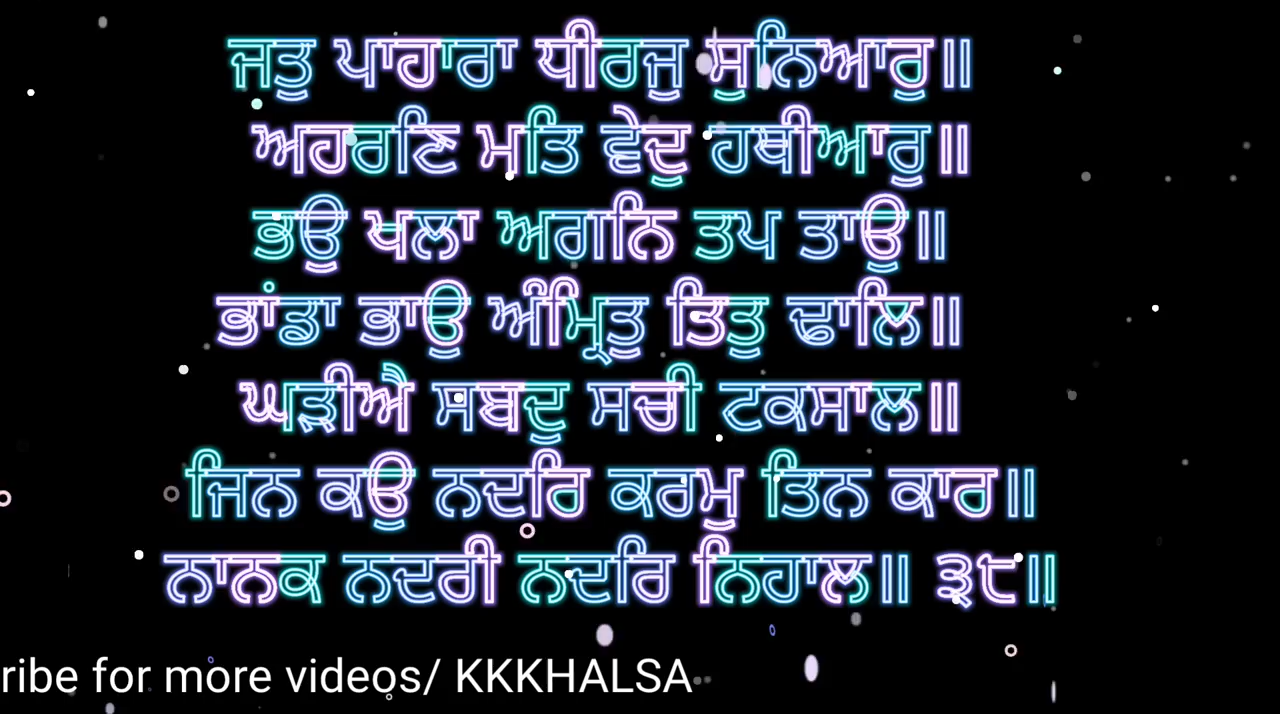 ਜਤੁ ਪਾਹਾਰਾ ਧੀਰਜੁ ਸੁਨਿਆਰੁ॥
ਅਹਰਣਿ ਮਤਿ ਵੇਦੁ ਹਥੀਆਰੁ॥
ਭਉ ਖਲਾ ਅਗਨਿ ਤਪ ਤਾਉ॥
ਭਾਂਡਾ ਭਾਉ ਅੰਮ੍ਰਿਤੁ ਤਿਤੁ ਢਾਲਿ॥
ਘੜੀਐ ਸਬਦੁ ਸਚੀ ਟਕਸਾਲ॥
ਜਿਨ ਕਉ ਨਦਰਿ ਕਰਮੁ ਤਿਨ ਕਾਰ॥
ਨਾਨਕ ਨਦਰੀ ਨਦਰਿ ਨਿਹਾਲ॥ ੩੮॥
ribe for more videos/ KKKHALSA